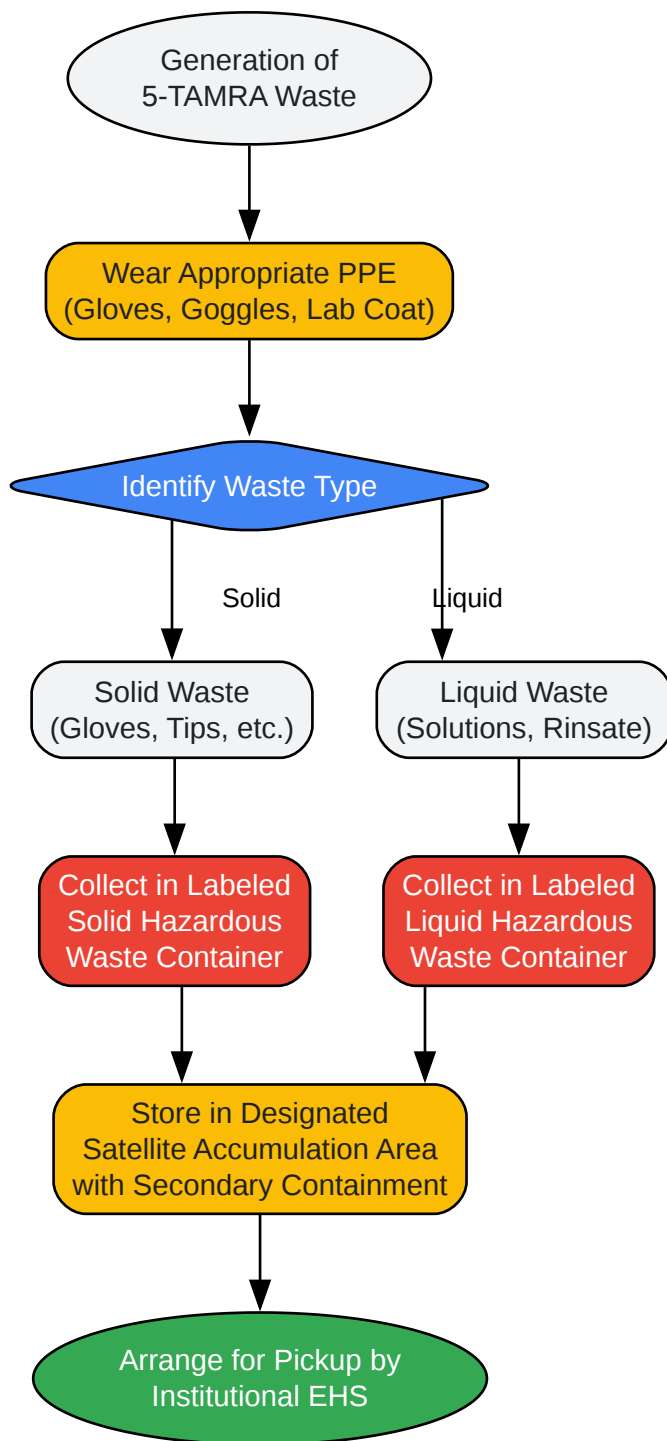 Generation of
5-TAMRA Waste
Wear Appropriate PPE
(Gloves, Goggles, Lab Coat)
Identify Waste Type
Solid
Liquid
Solid Waste
(Gloves, Tips, etc.)
Liquid Waste
(Solutions, Rinsate)
Collect in Labeled
Solid Hazardous
Waste Container
Collect in Labeled
Liquid Hazardous
Waste Container
Store in Designated
Satellite Accumulation Area
with Secondary Containment
Arrange for Pickup by
Institutional EHS